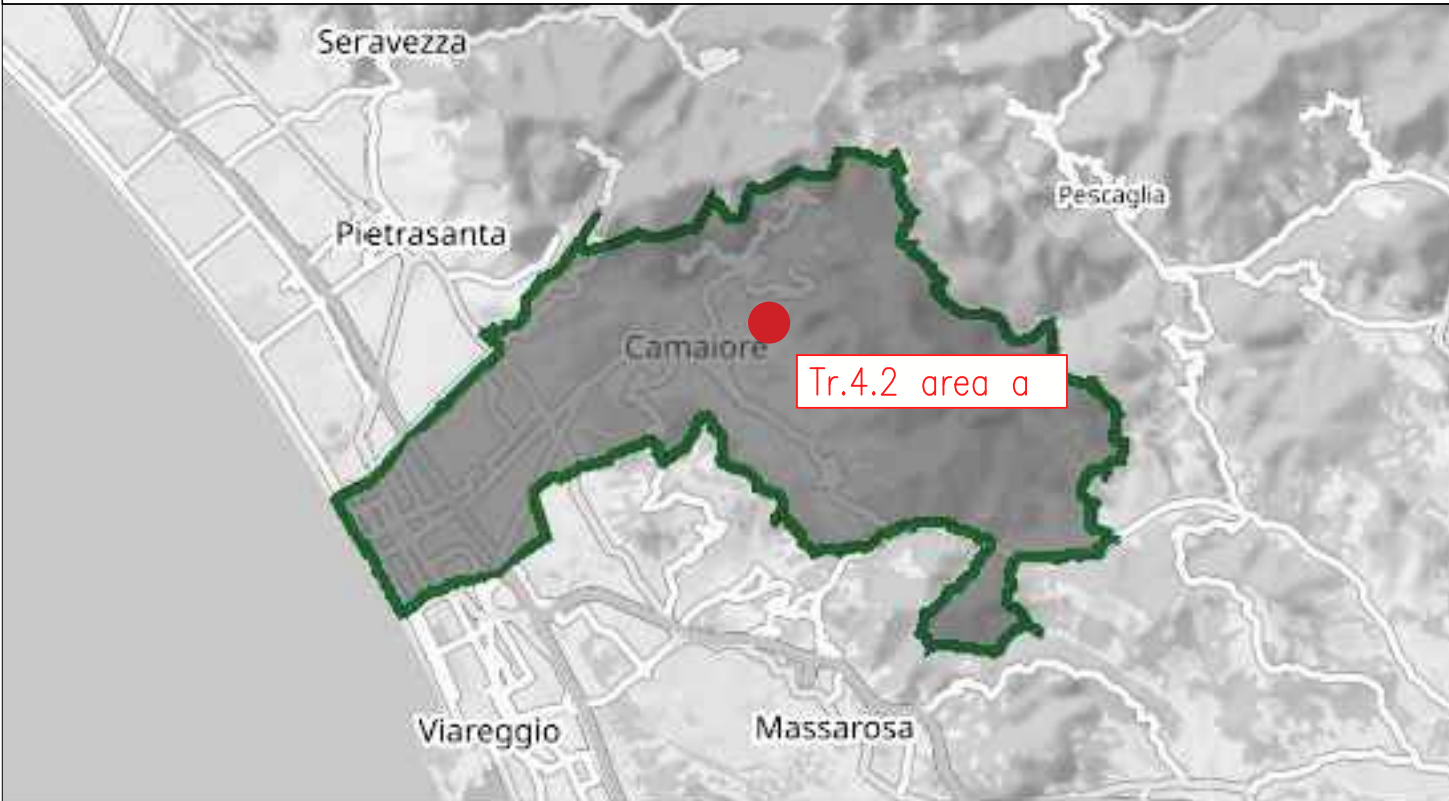 Seravezza
Pescaglia
Pietrasanta
Camaiore
Tr.4.2 area a
Viareggio
Massarosa